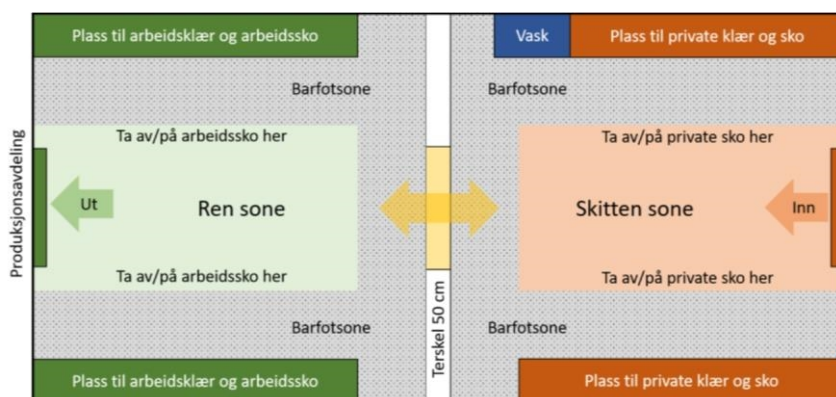 Plass til arbeidsklær og arbeidssko
Vask
Plass til private klær og sko
Barfotsone
Barfotsone
Ta av/på arbeidssko her
Ta av/på private sko her
Produksjonsavdeling
Ut
Ren sone
Skitten sone
Inn
Ta av/på arbeidssko her
Ta av/på private sko her
Terskel 50 cm
Barfotsone
Barfotsone
Plass til arbeidsklær og arbeidssko
Plass til private klær og sko